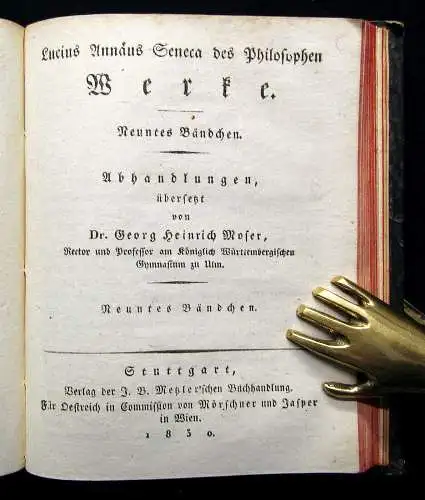 Lucius Annäus Seneca des Philosophen
Werke.
Neuntes Bändchen.
Abhandlungen,
übersetzt
von
Dr. Georg Heinrich Moser,
Rector und Professor am Königlich Württembergischen
Gymnasium zu Ulm.
Neuntes Bändchen.
Stuttgart,
Verlag der J. B. Metzler'schen Buchhandlung.
Für Oestreich in Commission von Mörschner und Jasper
in Wien.
1830.